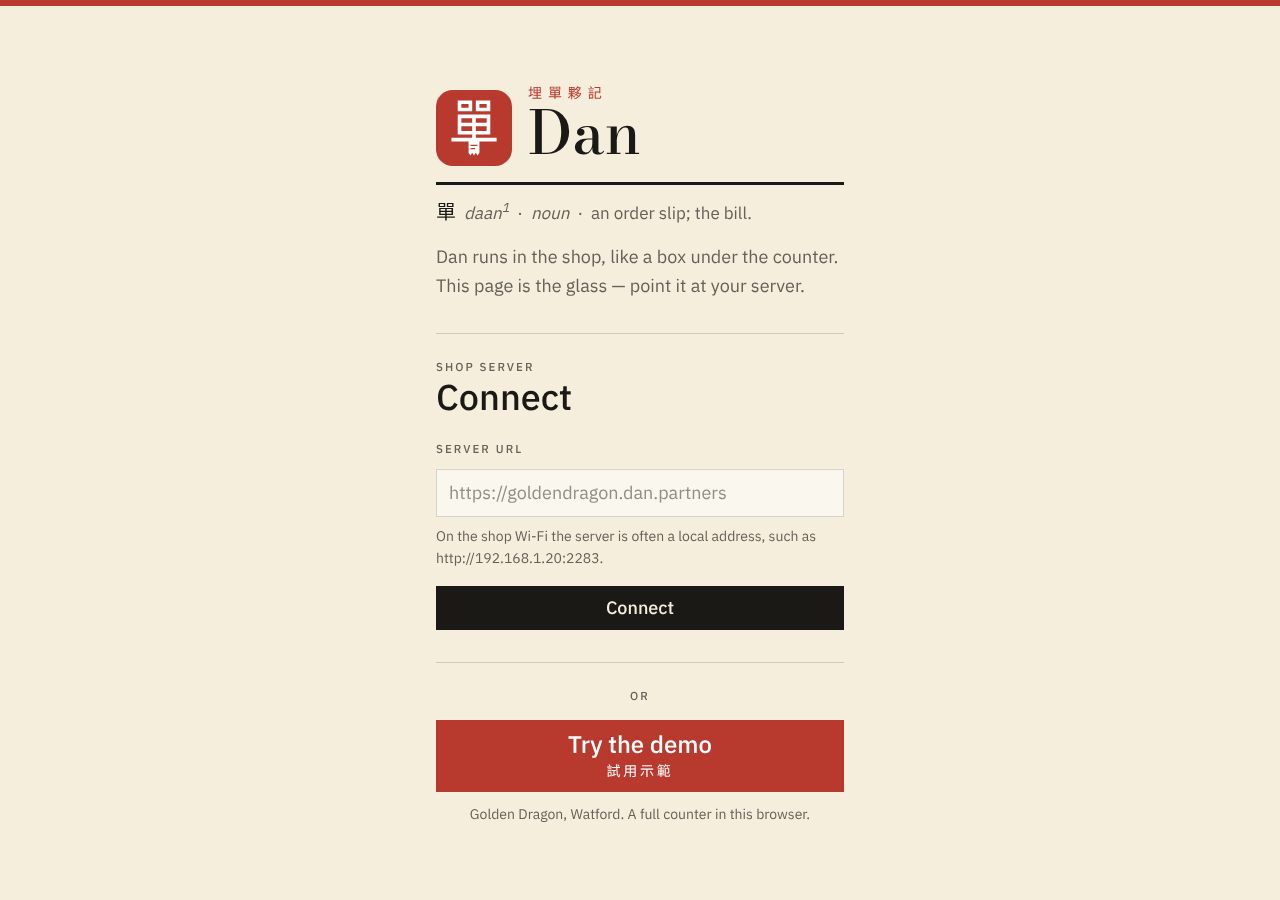 單
埋單夥記
Dan
單 daan¹ · noun · an order slip; the bill.
Dan runs in the shop, like a box under the counter.
This page is the glass — point it at your server.
SHOP SERVER
Connect
SERVER URL
https://goldendragon.dan.partners
On the shop Wi-Fi the server is often a local address, such as
http://192.168.1.20:2283.
Connect
OR
Try the demo
試用示範
Golden Dragon, Watford. A full counter in this browser.